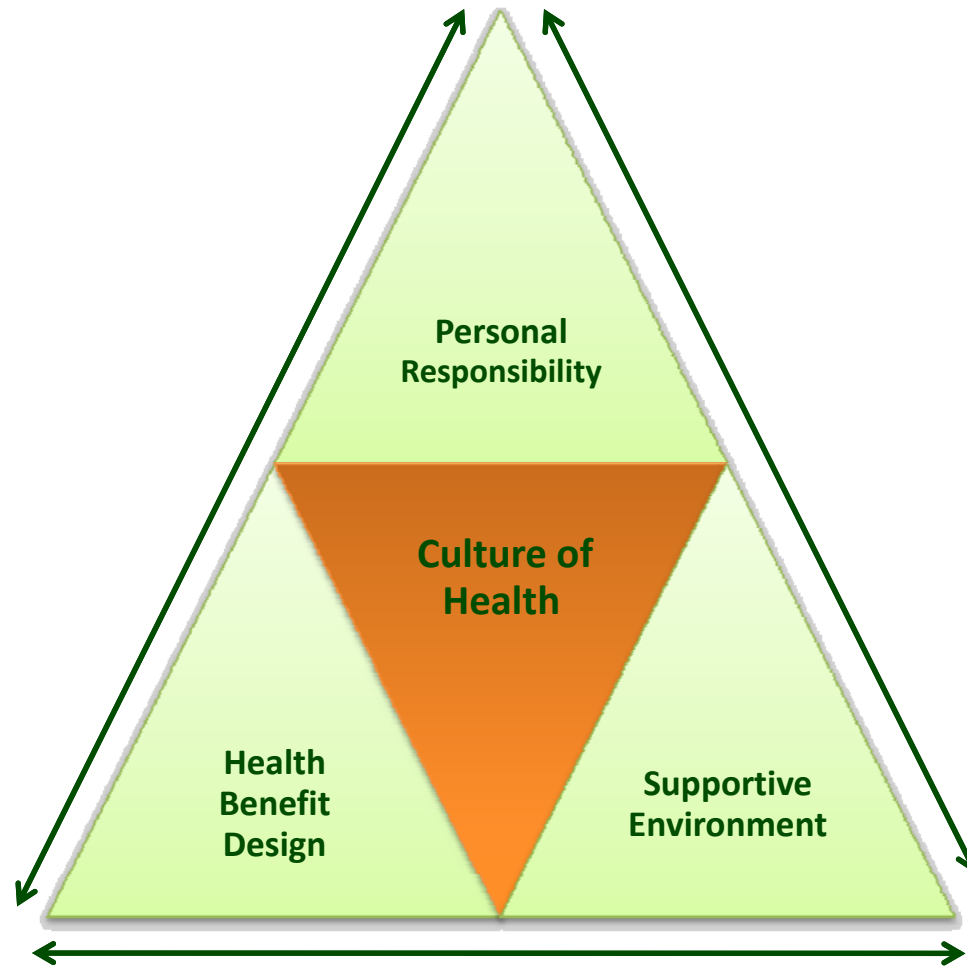 Personal
Responsibility
Culture of
Health
Health
Benefit
Design
Supportive
Environment